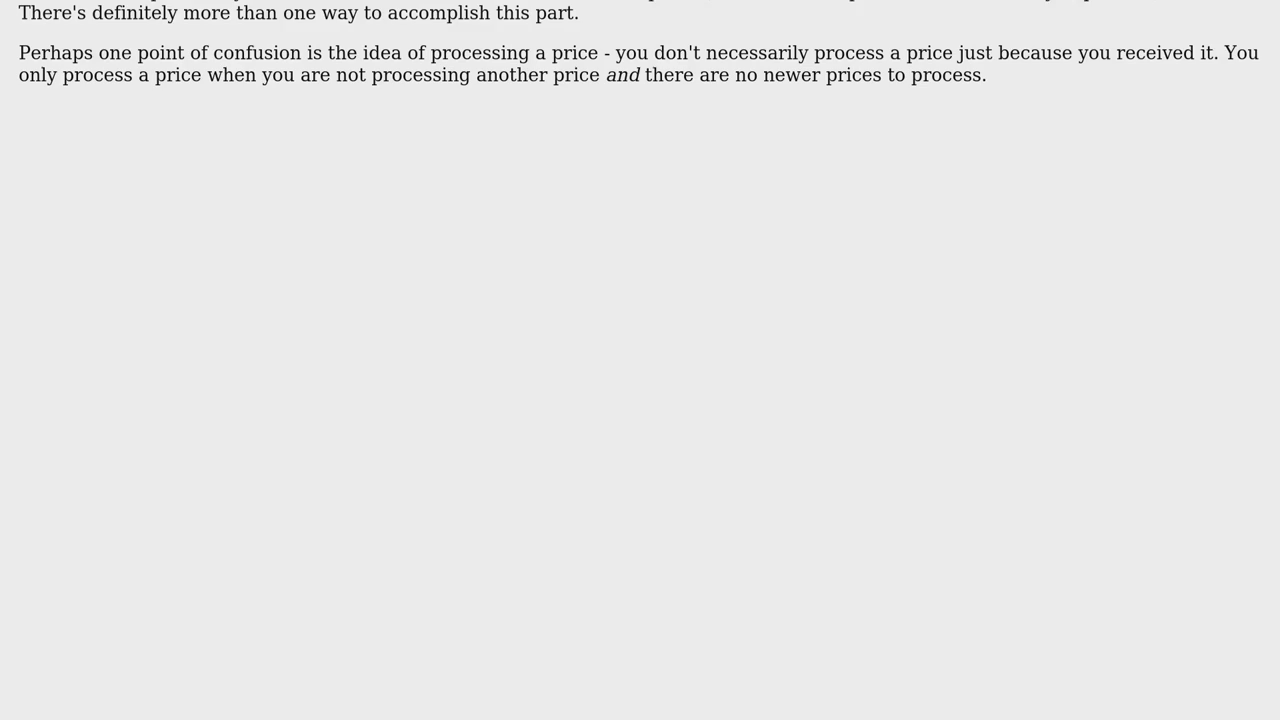 There's definitely more than one way to accomplish this part.
Perhaps one point of confusion is the idea of processing a price - you don't necessarily process a price just because you received it. You
only process a price when you are not processing another price and there are no newer prices to process.